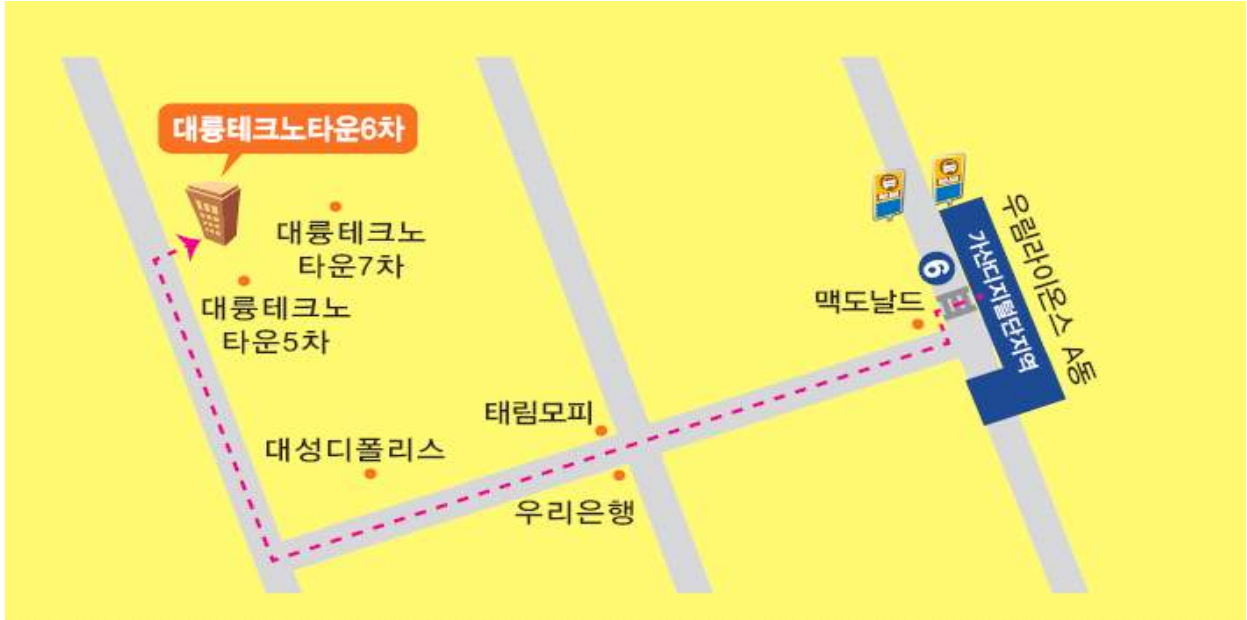 대륭테크노타운6차
대륭테크노
타운7차
대륭테크노
타운5차
대성디폴리스
태림모피
우리은행
맥도날드
6
가산디지털단지역
우림라이온스 A동